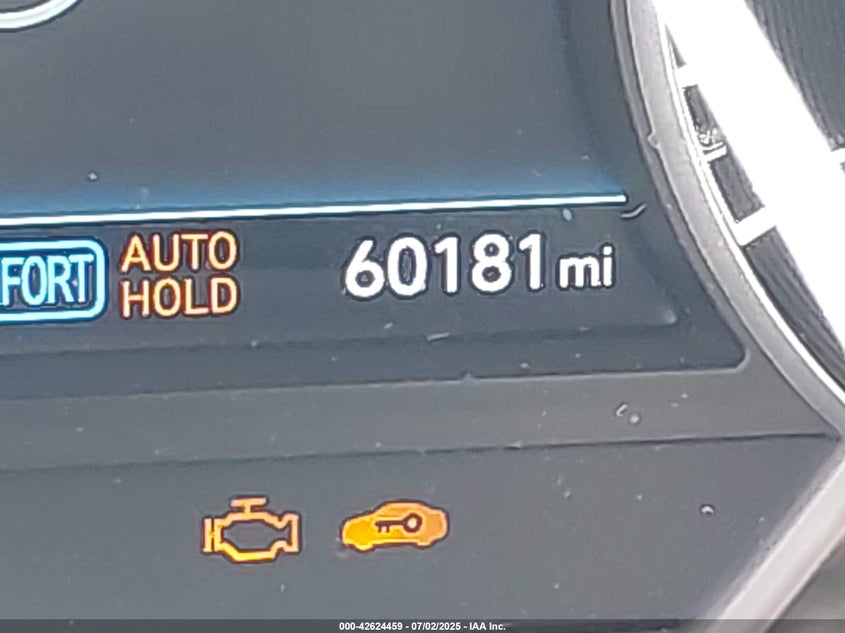 FORT AUTO HOLD 60181 mi
000-42624459 - 07/02/2025 - IAA Inc.